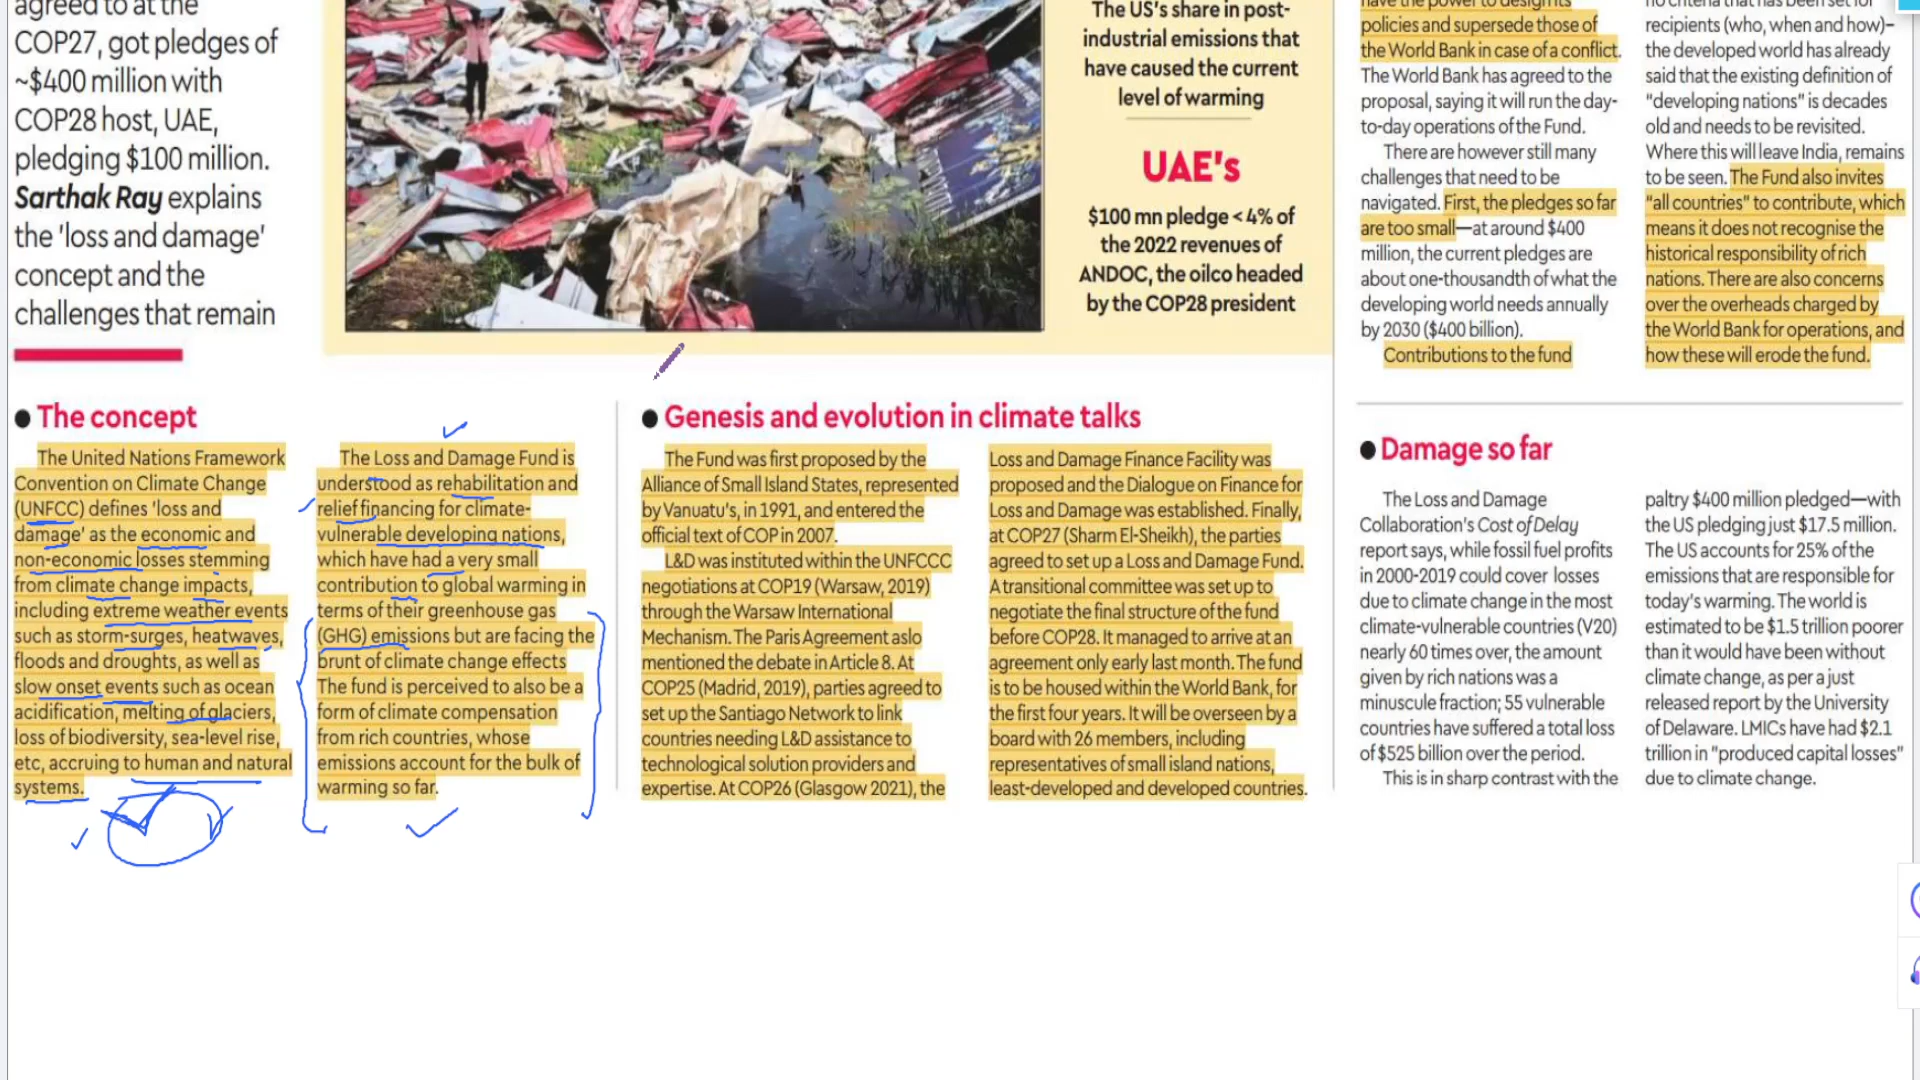 agreed to at the
COP27, got pledges of
~$400 million with
COP28 host, UAE,
pledging $100 million.
Sarthak Ray explains
the 'loss and damage'
concept and the
challenges that remain
The US's share in post-
industrial emissions that
have caused the current
level of warming
UAE's
$100 mn pledge < 4% of
the 2022 revenues of
ANDOC, the oilco headed
by the COP28 president
have the power to design its
policies and supersede those of
the World Bank in case of a conflict.
The World Bank has agreed to the
proposal, saying it will run the day-
to-day operations of the Fund.
There are however still many
challenges that need to be
navigated. First, the pledges so far
are too small—at around $400
million, the current pledges are
about one-thousandth of what the
developing world needs annually
by 2030 ($400 billion).
Contributions to the fund
no criteria that has been set for
recipients (who, when and how)–
the developed world has already
said that the existing definition of
"developing nations" is decades
old and needs to be revisited.
Where this will leave India, remains
to be seen. The Fund also invites
"all countries" to contribute, which
means it does not recognise the
historical responsibility of rich
nations. There are also concerns
over the overheads charged by
the World Bank for operations, and
how these will erode the fund.
● The concept
The United Nations Framework
Convention on Climate Change
(UNFCC) defines 'loss and
damage' as the economic and
non-economic losses stemming
from climate change impacts,
including extreme weather events
such as storm-surges, heatwaves,
floods and droughts, as well as
slow onset events such as ocean
acidification, melting of glaciers,
loss of biodiversity, sea-level rise,
etc, accruing to human and natural
systems.
The Loss and Damage Fund is
understood as rehabilitation and
relief financing for climate-
vulnerable developing nations,
which have had a very small
contribution to global warming in
terms of their greenhouse gas
(GHG) emissions but are facing the
brunt of climate change effects
The fund is perceived to also be a
form of climate compensation
from rich countries, whose
emissions account for the bulk of
warming so far.
● Genesis and evolution in climate talks
The Fund was first proposed by the
Alliance of Small Island States, represented
by Vanuatu's, in 1991, and entered the
official text of COP in 2007.
L&D was instituted within the UNFCCC
negotiations at COP19 (Warsaw, 2019)
through the Warsaw International
Mechanism. The Paris Agreement aslo
mentioned the debate in Article 8. At
COP25 (Madrid, 2019), parties agreed to
set up the Santiago Network to link
countries needing L&D assistance to
technological solution providers and
expertise. At COP26 (Glasgow 2021), the
Loss and Damage Finance Facility was
proposed and the Dialogue on Finance for
Loss and Damage was established. Finally,
at COP27 (Sharm El-Sheikh), the parties
agreed to set up a Loss and Damage Fund.
A transitional committee was set up to
negotiate the final structure of the fund
before COP28. It managed to arrive at an
agreement only early last month. The fund
is to be housed within the World Bank, for
the first four years. It will be overseen by a
board with 26 members, including
representatives of small island nations,
least-developed and developed countries.
● Damage so far
The Loss and Damage
Collaboration's Cost of Delay
report says, while fossil fuel profits
in 2000-2019 could cover losses
due to climate change in the most
climate-vulnerable countries (V20)
nearly 60 times over, the amount
given by rich nations was a
minuscule fraction; 55 vulnerable
countries have suffered a total loss
of $525 billion over the period.
This is in sharp contrast with the
paltry $400 million pledged—with
the US pledging just $17.5 million.
The US accounts for 25% of the
emissions that are responsible for
today's warming. The world is
estimated to be $1.5 trillion poorer
than it would have been without
climate change, as per a just
released report by the University
of Delaware. LMICs have had $2.1
trillion in "produced capital losses"
due to climate change.